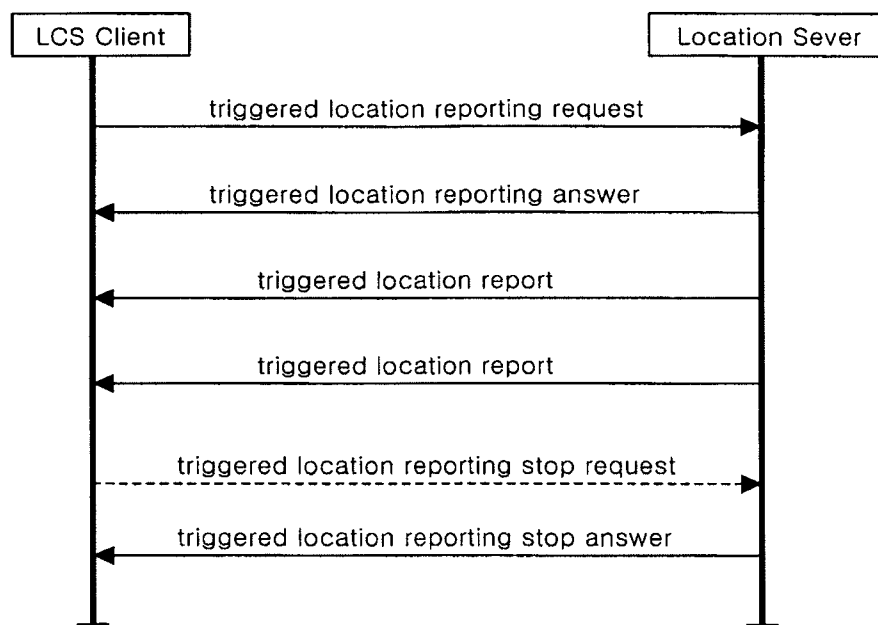 LCS Client
Location Sever
triggered location reporting request
triggered location reporting answer
triggered location report
triggered location report
triggered location reporting stop request
triggered location reporting stop answer